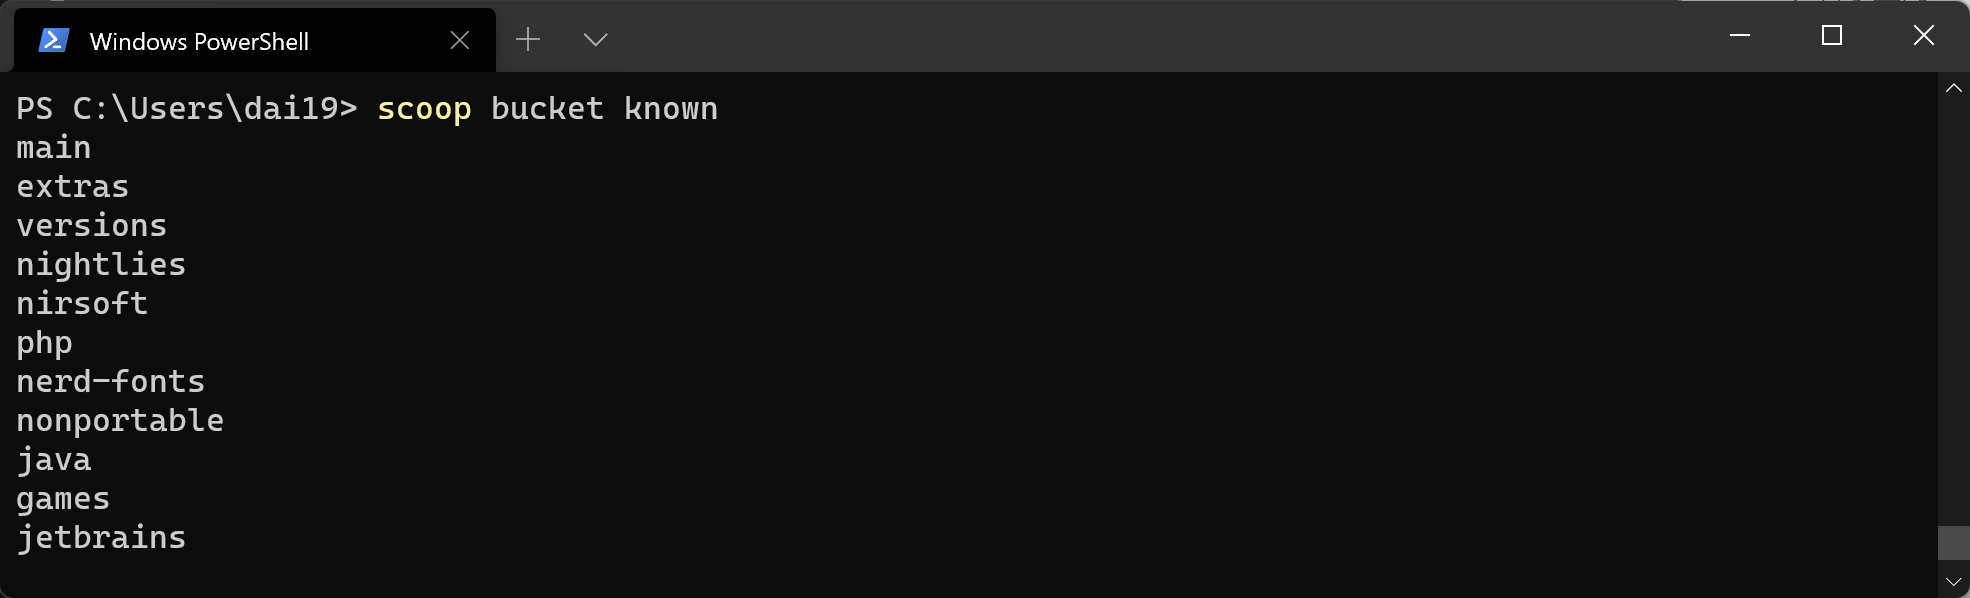 Windows PowerShell
PS C:\Users\dai19> scoop bucket known
main
extras
versions
nightlies
nirsoft
php
nerd-fonts
nonportable
java
games
jetbrains